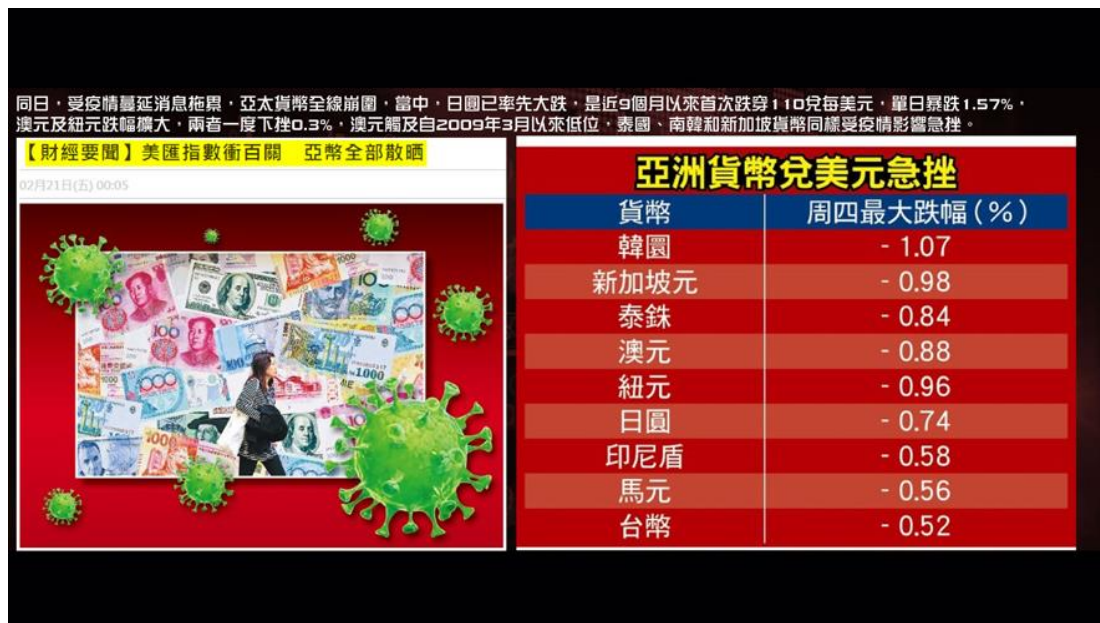 同日，受疫情蔓延消息拖累，亞太貨幣全線崩圍，當中，日圓已率先大跌，是近9個月以來首次跌穿110兌每美元，單日暴跌1.57%，
澳元及紐元跌幅擴大，兩者一度下挫0.3%，澳元觸及自2009年3月以來低位，泰國、南韓和新加坡貨幣同樣受疫情影響急挫。
【財經要聞】美匯指數衝百關　亞幣全部散晒
02月21日(五) 00:05
亞洲貨幣兌美元急挫
貨幣 周四最大跌幅(%)
韓圜 - 1.07
新加坡元 - 0.98
泰銖 - 0.84
澳元 - 0.88
紐元 - 0.96
日圓 - 0.74
印尼盾 - 0.58
馬元 - 0.56
台幣 - 0.52